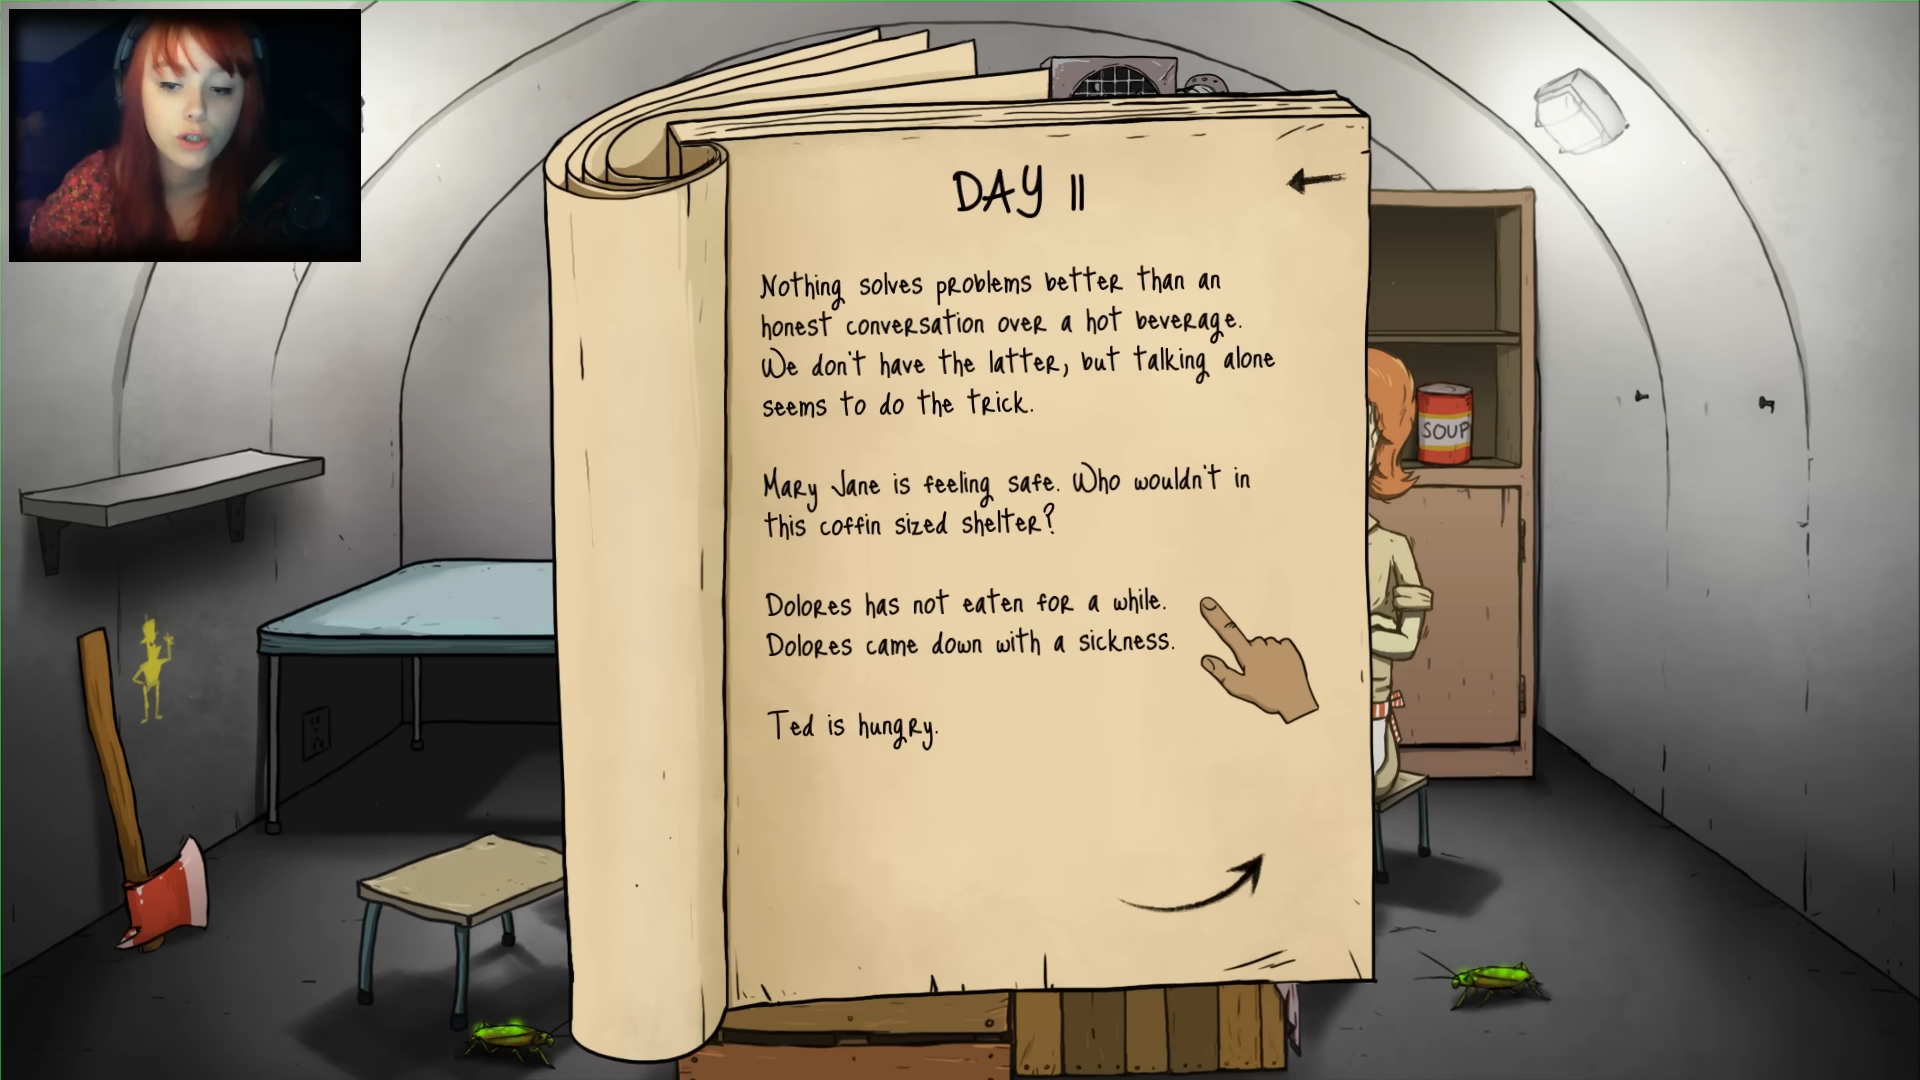 DAY 11
Nothing solves problems better than an
honest conversation over a hot beverage.
We don't have the latter, but talking alone
seems to do the trick.
Mary Jane is feeling safe. Who wouldn't in
this coffin sized shelter?
Dolores has not eaten for a while.
Dolores came down with a sickness.
Ted is hungry.
SOUP